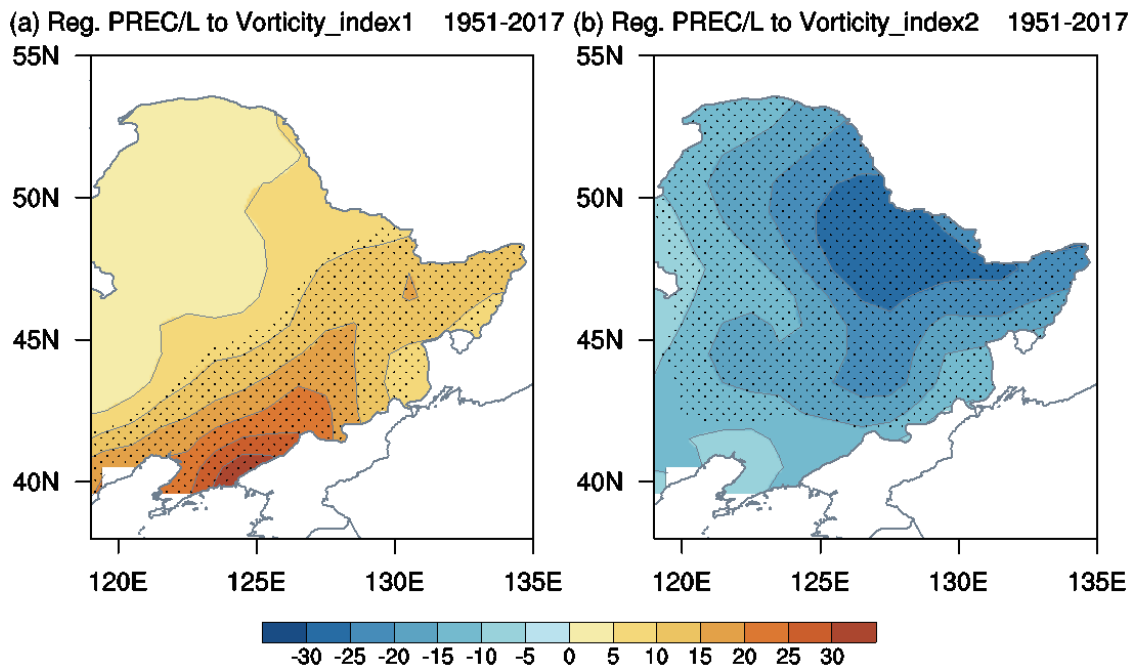 (a) Reg. PREC/L to Vorticity_index1 1951-2017 (b) Reg. PREC/L to Vorticity_index2 1951-2017
55N
50N
45N
40N
120E 125E 130E 135E
55N
50N
45N
40N
120E 125E 130E 135E
-30 -25 -20 -15 -10 -5 0 5 10 15 20 25 30